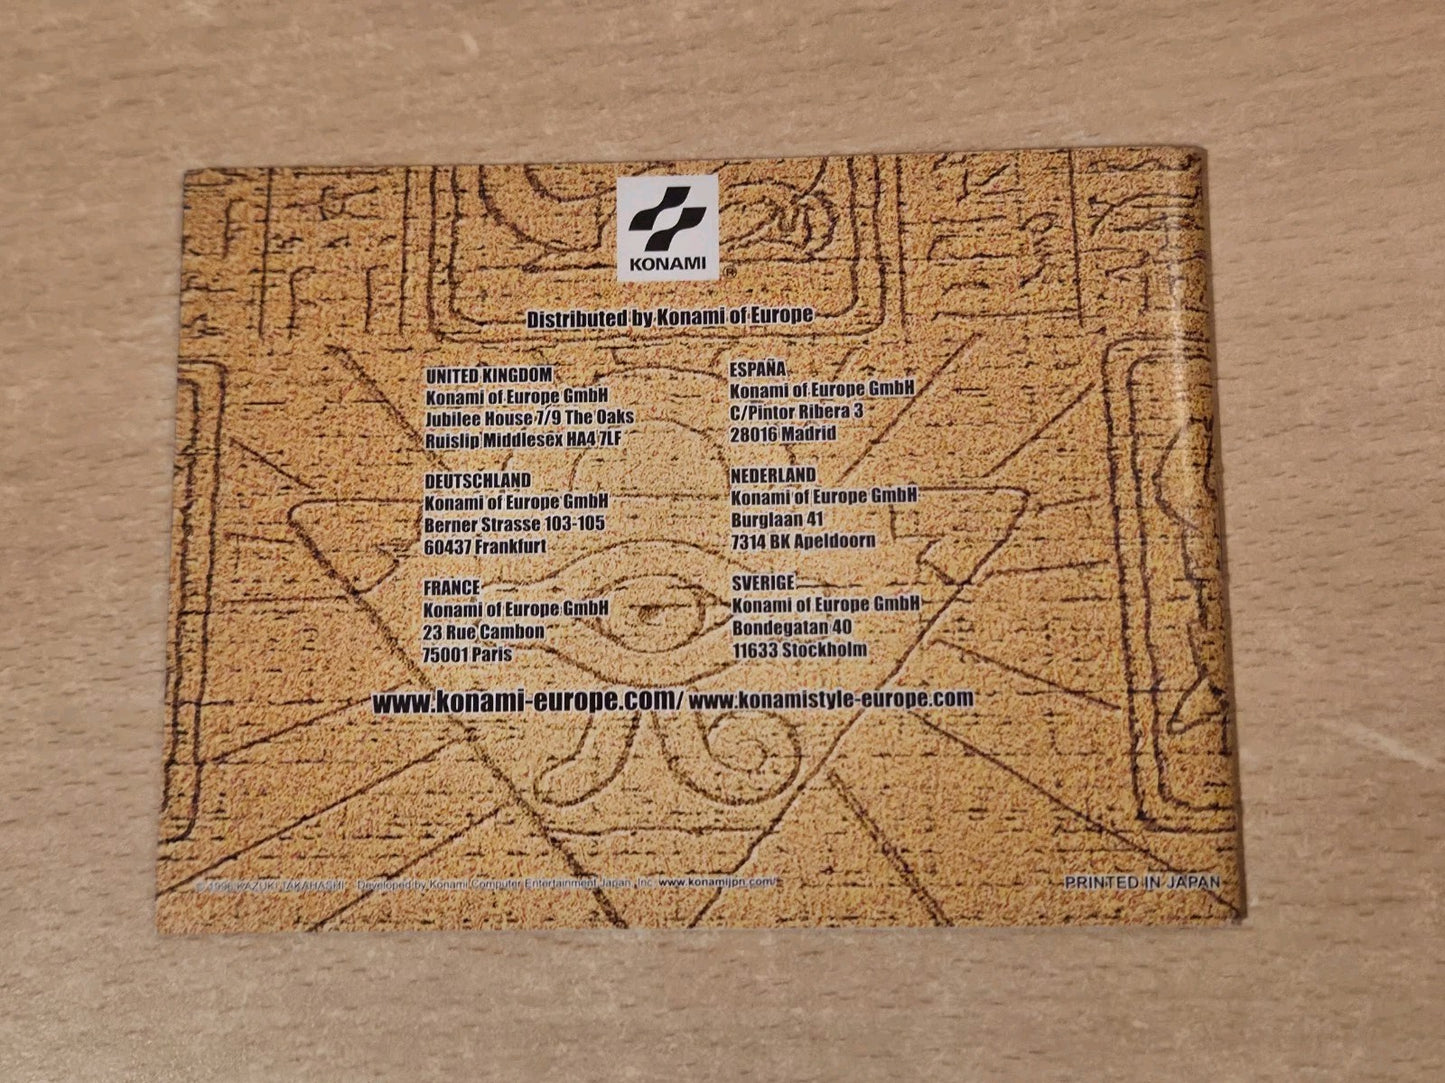 KONAMI
®
Distributed by Konami of Europe
UNITED KINGDOM
Konami of Europe GmbH
Jubilee House 7/9 The Oaks
Ruislip Middlesex HA4 7LF
DEUTSCHLAND
Konami of Europe GmbH
Berner Strasse 103-105
60437 Frankfurt
FRANCE
Konami of Europe GmbH
23 Rue Cambon
75001 Paris
ESPAÑA
Konami of Europe GmbH
C/Pintor Ribera 3
28016 Madrid
NEDERLAND
Konami of Europe GmbH
Burglaan 41
7314 BK Apeldoorn
SVERIGE
Konami of Europe GmbH
Bondegatan 40
11633 Stockholm
www.konami-europe.com/ www.konamistyle-europe.com
© 1996 KAZUKI TAKAHASHI Developed by Konami Computer Entertainment Japan, Inc. www.konamijpn.com/
PRINTED IN JAPAN